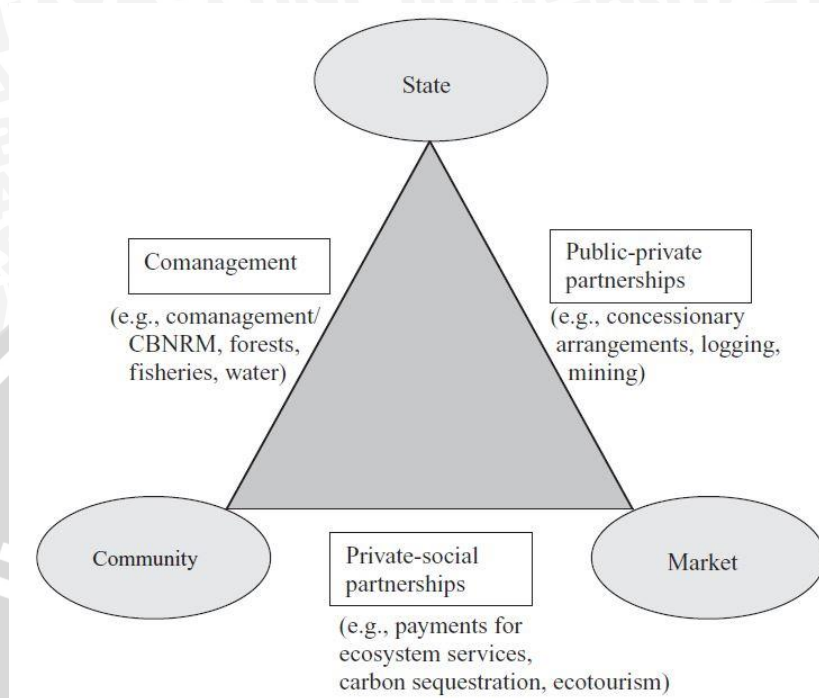 State
Comanagement
(e.g., comanagement/
CBNRM, forests,
fisheries, water)
Public-private
partnerships
(e.g., concessionary
arrangements, logging,
mining)
Community
Private-social
partnerships
(e.g., payments for
ecosystem services,
carbon sequestration, ecotourism)
Market